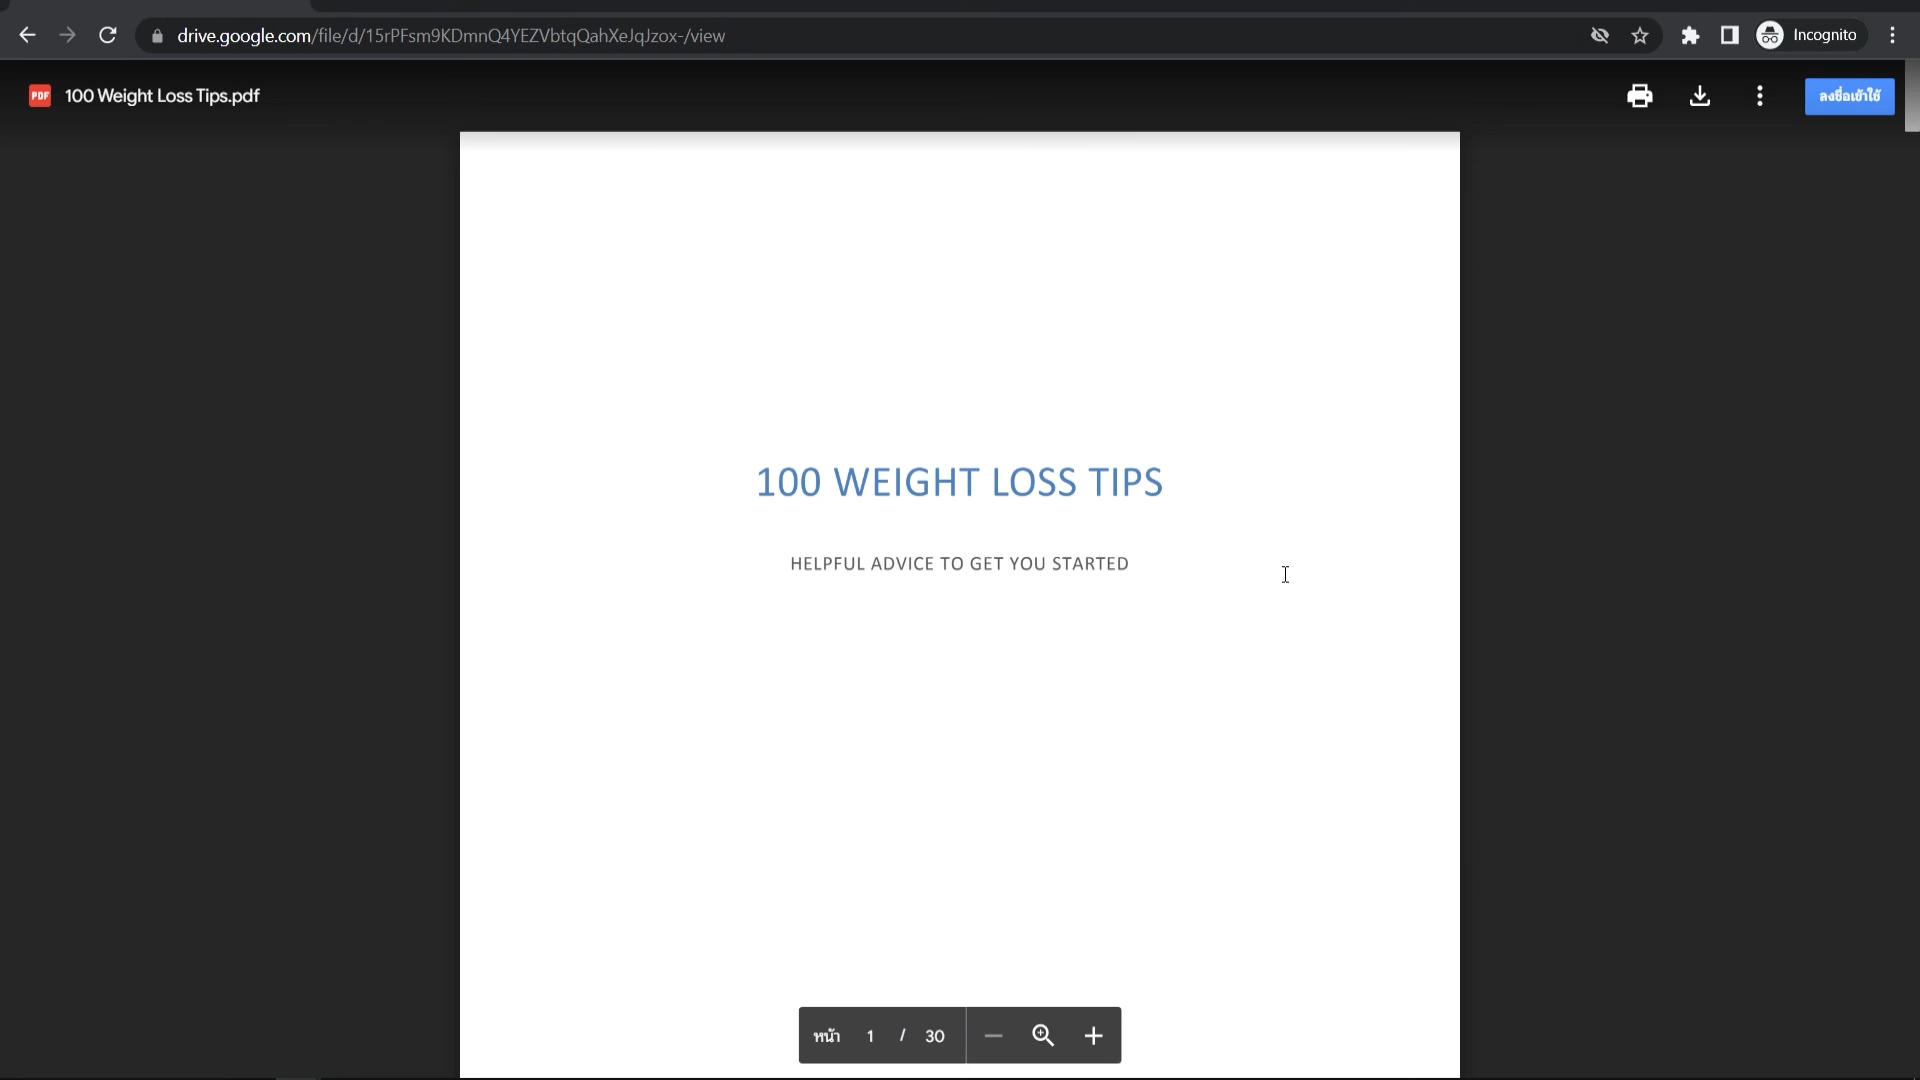 drive.google.com/file/d/15rPFsm9KDmnQ4YEZVbtqQahXeJqJzox-/view
Incognito
PDF
100 Weight Loss Tips.pdf
ลงชื่อเข้าใช้
100 WEIGHT LOSS TIPS
HELPFUL ADVICE TO GET YOU STARTED
หน้า 1 / 30